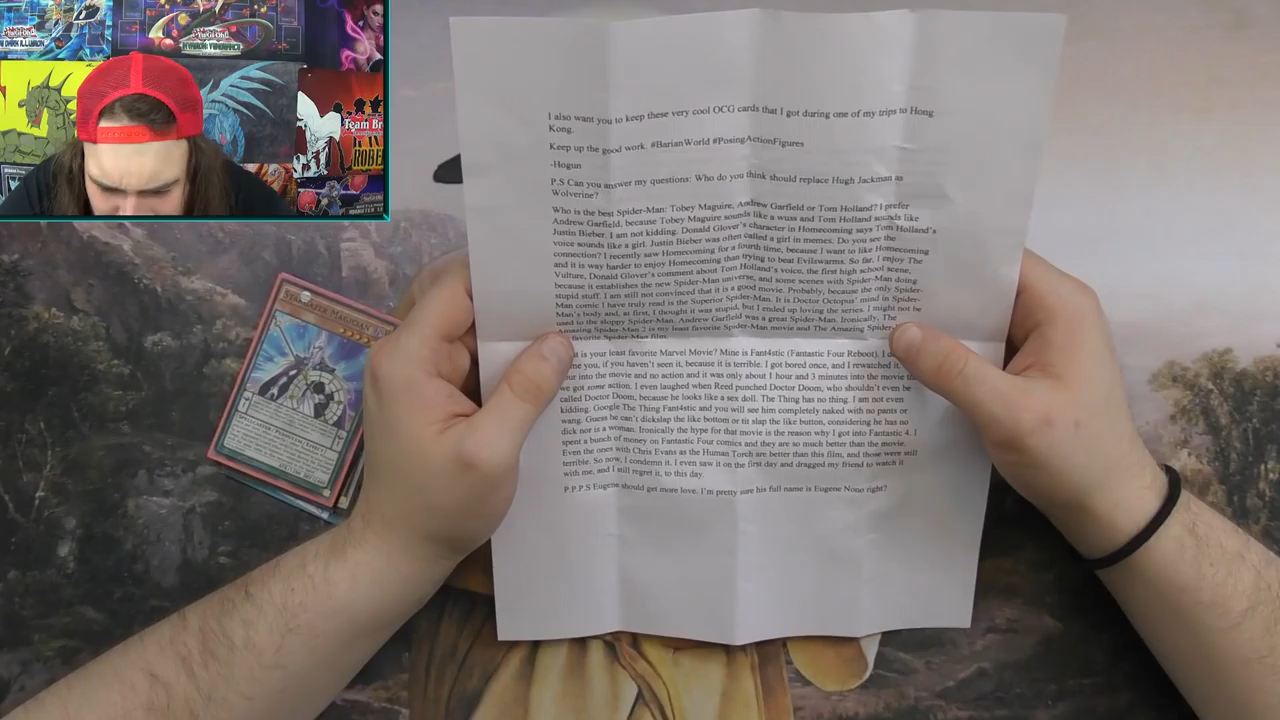 DARK ILLUSION
INVASION: VENGEANCE
Team
STARGAZER MAGICIAN
I also want you to keep these very cool OCG cards that I got during one of my trips to Hong
Kong.
Keep up the good work. #BarianWorld #PosingActionFigures
-Hogun
P.S Can you answer my questions: Who do you think should replace Hugh Jackman as
Wolverine?
Who is the best Spider-Man: Tobey Maguire, Andrew Garfield or Tom Holland? I prefer
Andrew Garfield, because Tobey Maguire sounds like a wuss and Tom Holland sounds like
Justin Bieber. I am not kidding. Donald Glover's character in Homecoming says Tom Holland's
voice sounds like a girl. Justin Bieber was often called a girl in memes. Do you see the
connection? I recently saw Homecoming for a fourth time, because I want to like Homecoming
and it is way harder to enjoy Homecoming than trying to beat Evilswarms. So far, I enjoy The
Vulture, Donald Glover's comment about Tom Holland's voice, the first high school scene,
because it establishes the new Spider-Man universe, and some scenes with Spider-Man doing
stupid stuff. I am still not convinced that it is a good movie. Probably, because the only Spider-
Man comic I have truly read is the Superior Spider-Man. It is Doctor Octopus' mind in Spider-
Man's body and, at first, I thought it was stupid, but I ended up loving the series. I might not be
used to the sloppy Spider-Man. Andrew Garfield was a great Spider-Man. Ironically, The
Amazing Spider-Man 2 is my least favorite Spider-Man movie and The Amazing Spider-
favorite Spider-Man film.
is your least favorite Marvel Movie? Mine is Fant4stic (Fantastic Four Reboot). I
me you, if you haven't seen it, because it is terrible. I got bored once, and I rewatched it.
our into the movie and no action and it was only about 1 hour and 3 minutes into the movie
we got some action. I even laughed when Reed punched Doctor Doom, who shouldn't even be
called Doctor Doom, because he looks like a sex doll. The Thing has no thing. I am not even
kidding. Google The Thing Fant4stic and you will see him completely naked with no pants or
wang. Guess he can't dickslap the like bottom or tit slap the like button, considering he has no
dick nor is a woman. Ironically the hype for that movie is the reason why I got into Fantastic 4. I
spent a bunch of money on Fantastic Four comics and they are so much better than the movie.
Even the ones with Chris Evans as the Human Torch are better than this film, and those were still
terrible. So now, I condemn it. I even saw it on the first day and dragged my friend to watch it
with me, and I still regret it, to this day.
P.P.P.S Eugene should get more love. I'm pretty sure his full name is Eugene Nono right?